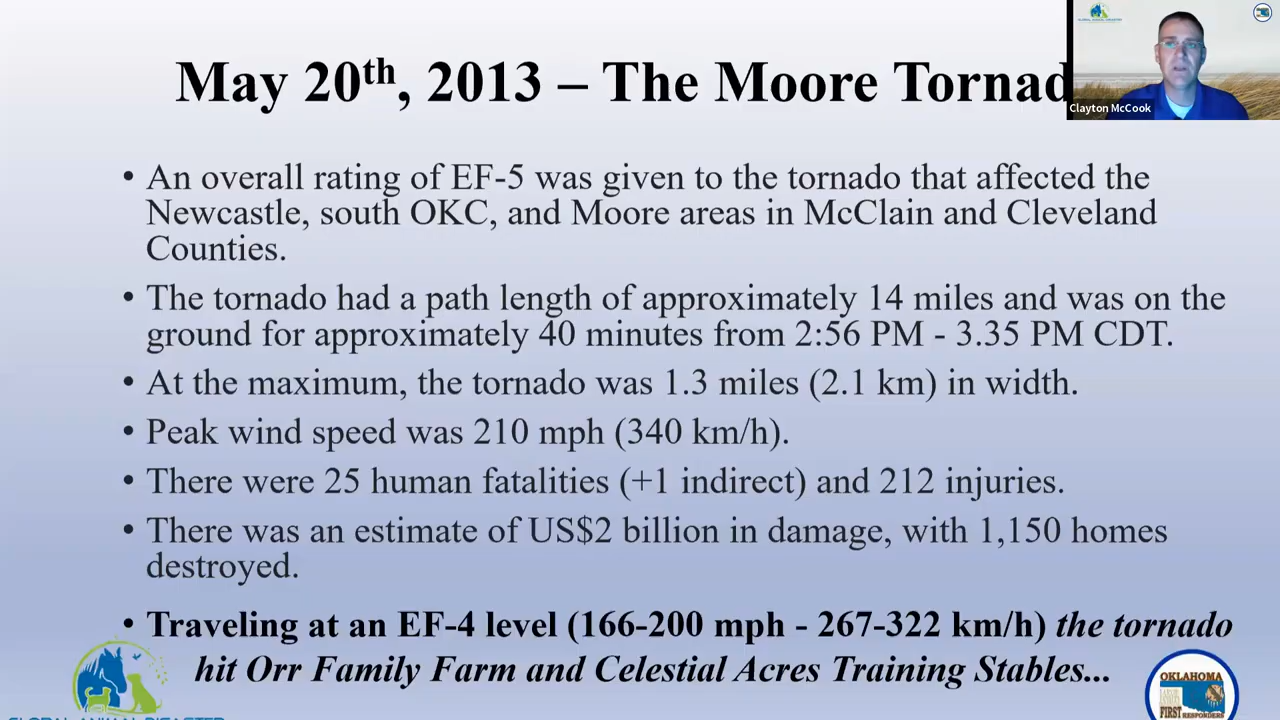 May 20th, 2013 – The Moore Tornad
Clayton McCook
• An overall rating of EF-5 was given to the tornado that affected the
Newcastle, south OKC, and Moore areas in McClain and Cleveland
Counties.
• The tornado had a path length of approximately 14 miles and was on the
ground for approximately 40 minutes from 2:56 PM - 3.35 PM CDT.
• At the maximum, the tornado was 1.3 miles (2.1 km) in width.
• Peak wind speed was 210 mph (340 km/h).
• There were 25 human fatalities (+1 indirect) and 212 injuries.
• There was an estimate of US$2 billion in damage, with 1,150 homes
destroyed.
• Traveling at an EF-4 level (166-200 mph - 267-322 km/h) the tornado
hit Orr Family Farm and Celestial Acres Training Stables...
GLOBAL ANIMAL DISASTER
OKLAHOMA
FIRST RESPONDERS